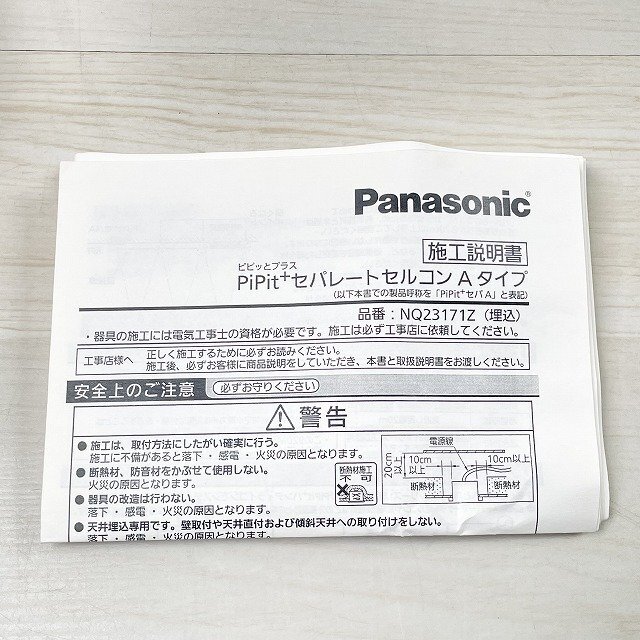 Panasonic®
施工説明書
ピピッとプラス
PiPit+セパレートセルコン A タイプ
(以下本書での製品呼称を「PiPit+セパA」と表記)
品番：NQ23171Z（埋込）
・器具の施工には電気工事士の資格が必要です。施工は必ず工事店に依頼してください。
工事店様へ
正しく施工するために必ずお読みください。
施工後、必ずお客様に商品説明をしていただき、本書と取扱説明書をお渡しください。
安全上のご注意
必ずお守りください
警告
●施工は、取付方法にしたがい確実に行う。
施工に不備があると落下・感電・火災の原因となります。
●断熱材、防音材をかぶせて使用しない。
火災の原因となります。
●器具の改造は行わない。
落下・感電・火災の原因となります。
●天井埋込専用です。壁取付や天井直付および傾斜天井への取り付けをしない。
落下・感電・火災の原因となります。
断熱材施工
不可
電源線
20cm以上
10cm以上
10cm以上
断熱材
断熱材